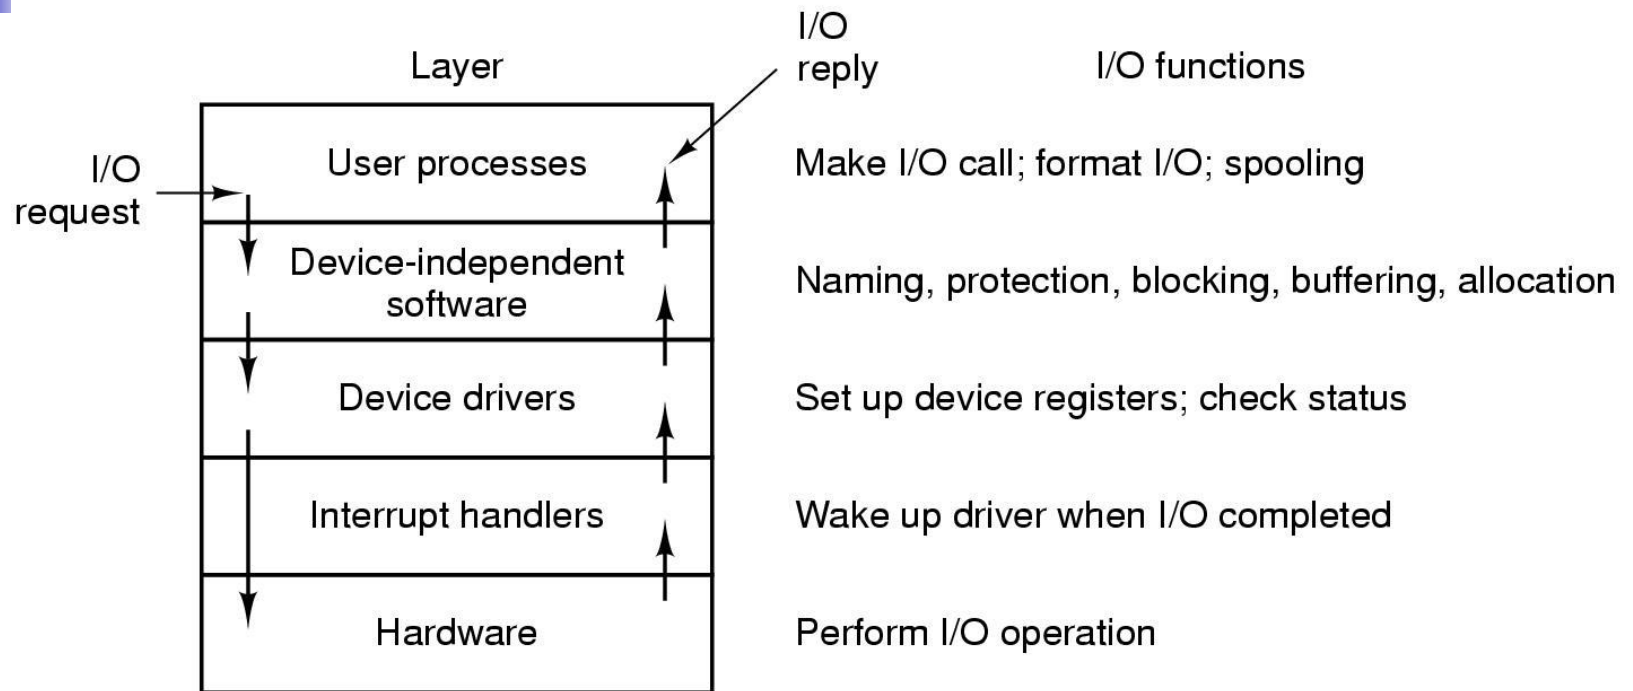 I/O
reply
Layer
I/O functions
I/O
request
User processes
Make I/O call; format I/O; spooling
Device-independent
software
Naming, protection, blocking, buffering, allocation
Device drivers
Set up device registers; check status
Interrupt handlers
Wake up driver when I/O completed
Hardware
Perform I/O operation